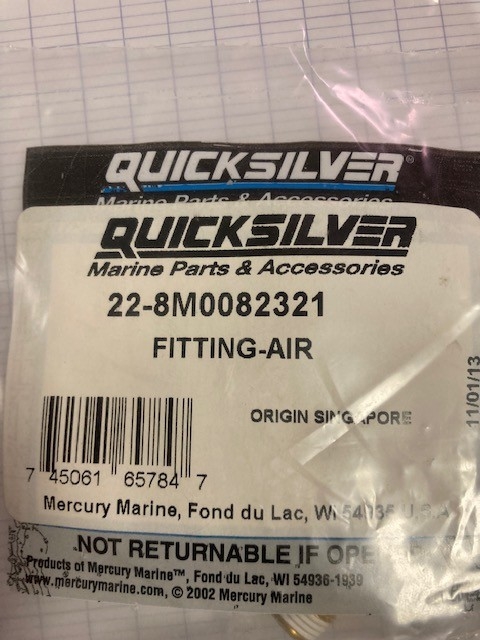 QUICKSILVER®
Marine Parts & Accessories
QUICKSILVER
Marine Parts & Accessories
22-8M0082321
FITTING-AIR
ORIGIN SINGAPORE
11/01/13
7 45061 65784 7
Mercury Marine, Fond du Lac, WI 54935 U.S.A
NOT RETURNABLE IF OPE
Products of Mercury Marine™, Fond du Lac, WI 54936-1939
www.mercurymarine.com, © 2002 Mercury Marine